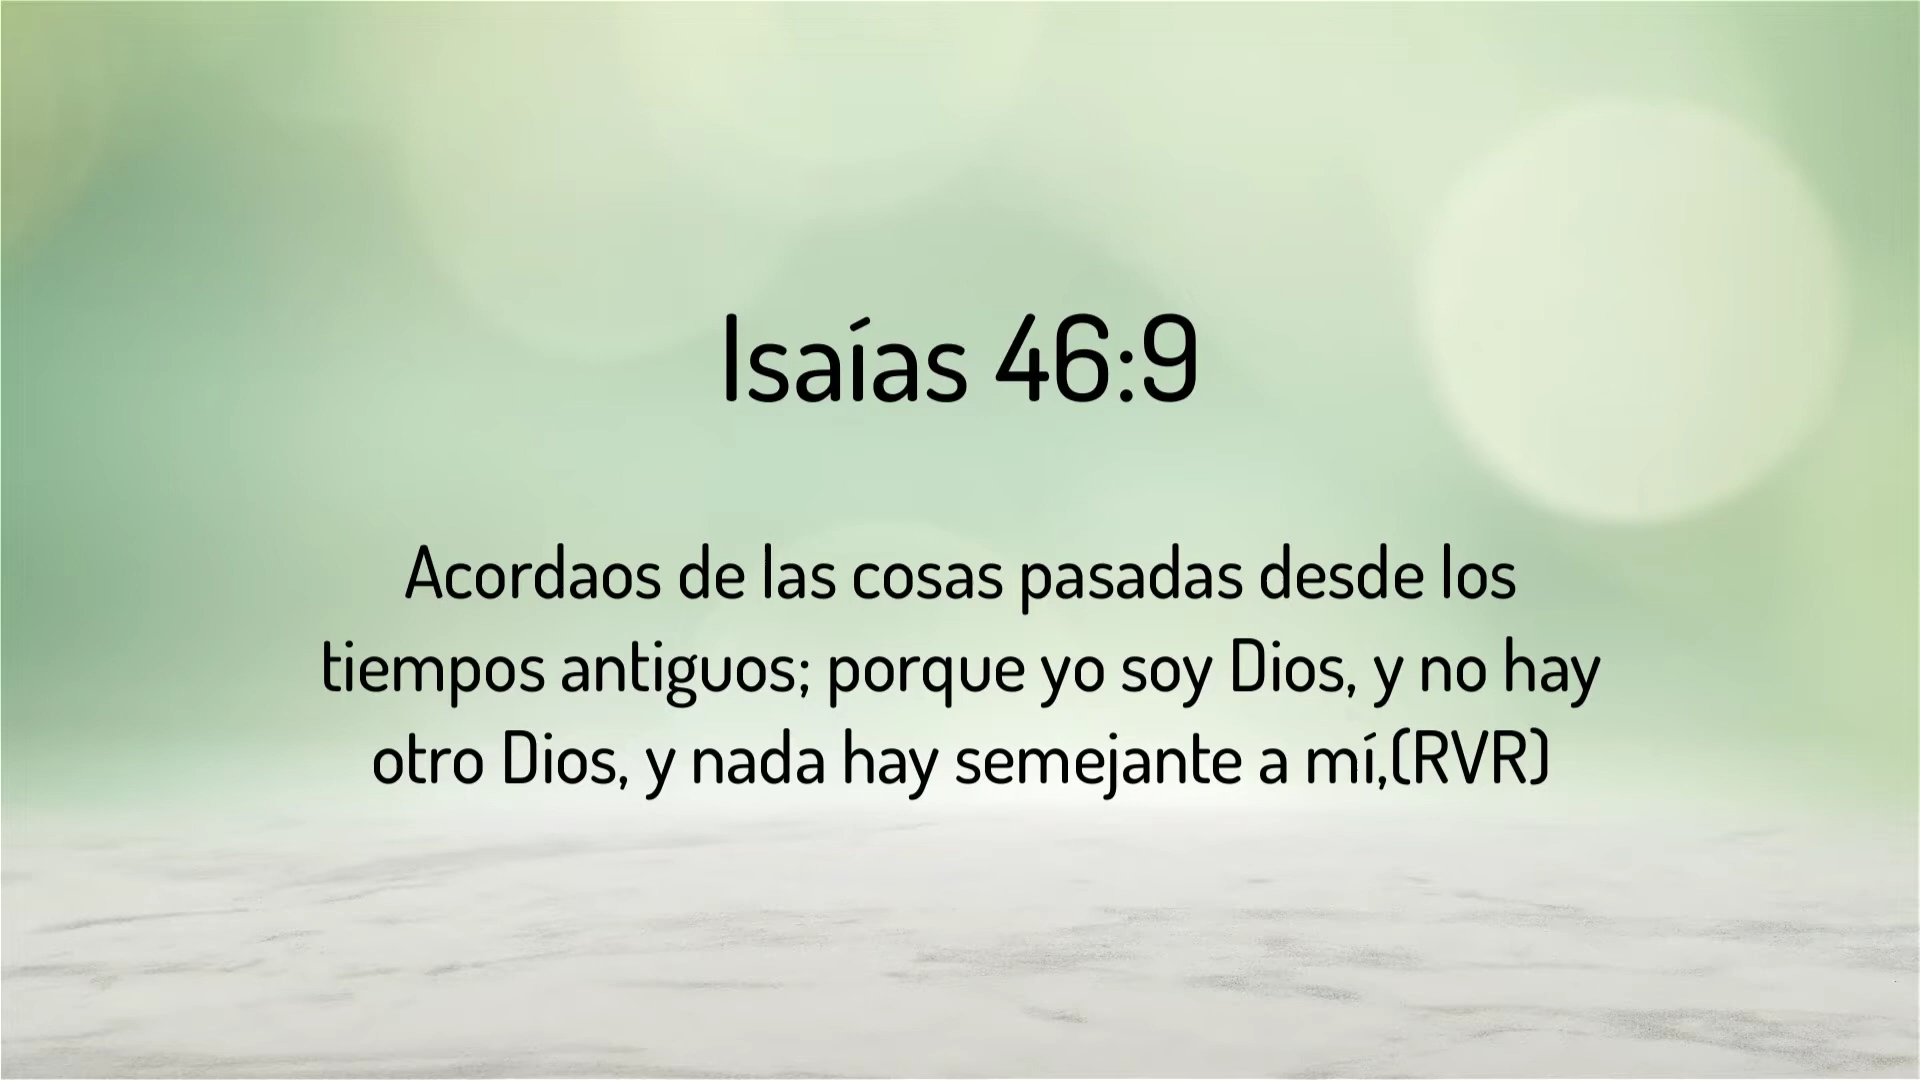 Isaías 46:9
Acordaos de las cosas pasadas desde los
tiempos antiguos; porque yo soy Dios, y no hay
otro Dios, y nada hay semejante a mí,(RVR)